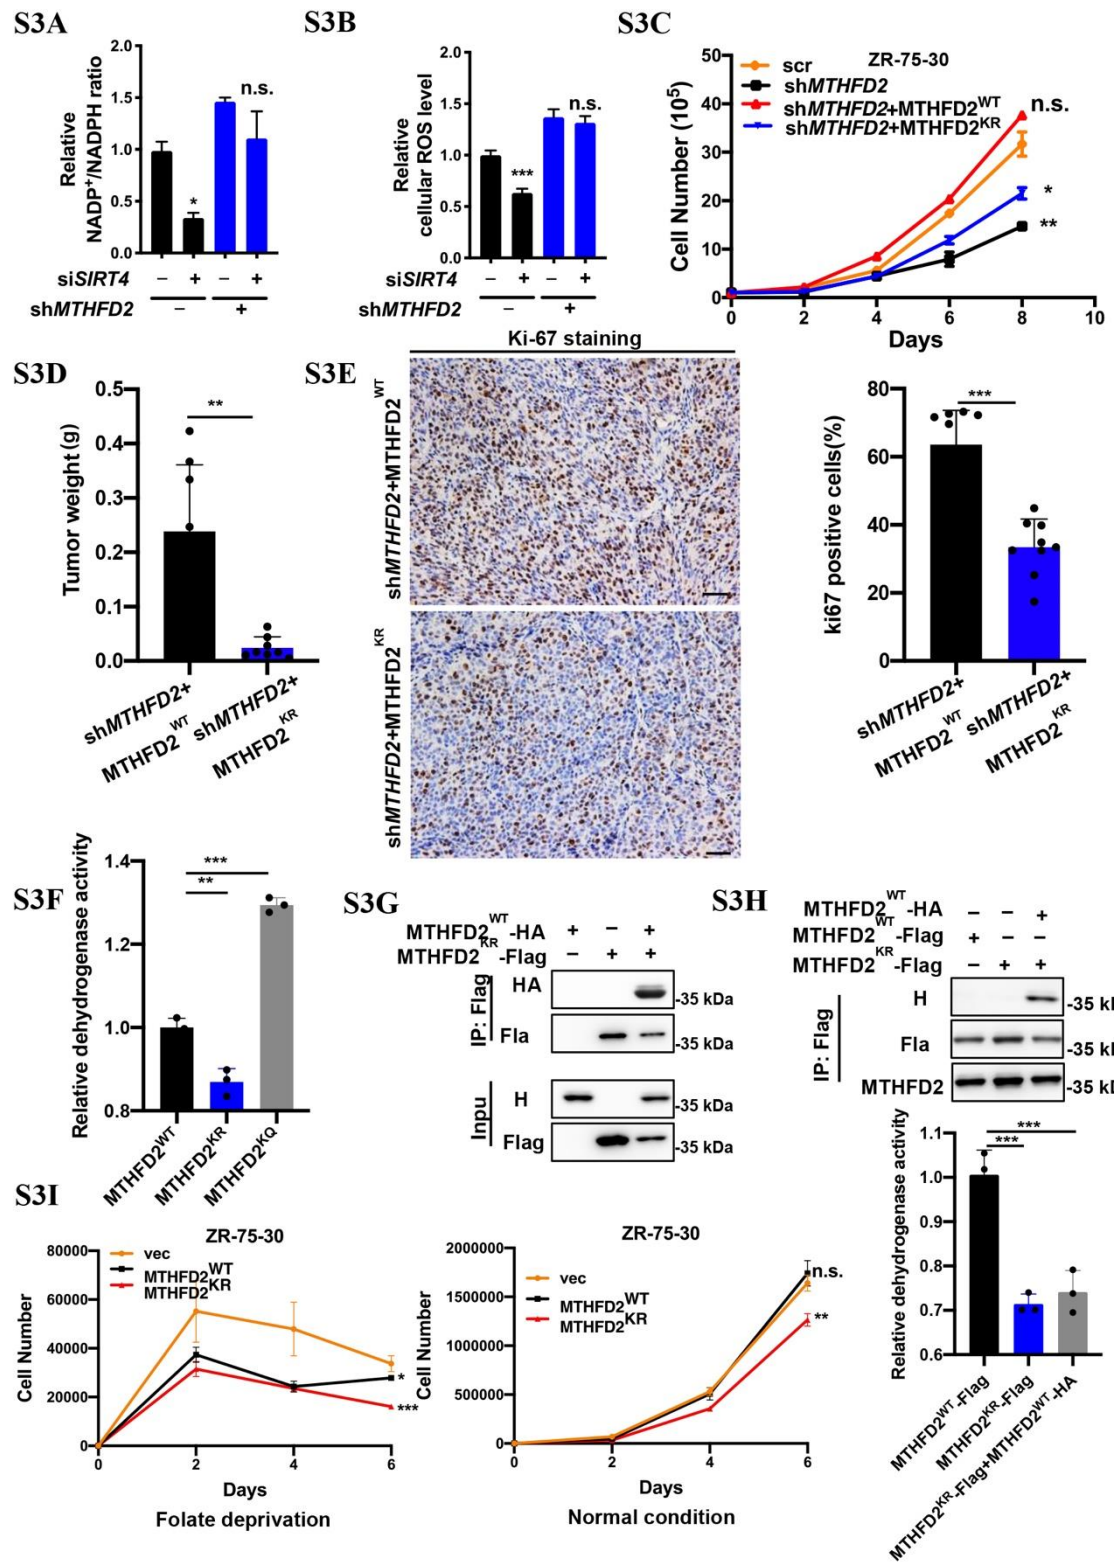 S3A
Relative
NADP+/NADPH ratio
2.0
1.5
1.0
0.5
0.0
*
n.s.
siSIRT4 – + – +
shMTHFD2 – +
S3B
Relative
cellular ROS level
2.0
1.5
1.0
0.5
0.0
***
n.s.
siSIRT4 – + – +
shMTHFD2 – +
S3C
ZR-75-30
scr
shMTHFD2
shMTHFD2+MTHFD2WT
shMTHFD2+MTHFD2KR
Cell Number (10⁵)
50
40
30
20
10
0
n.s.
*
**
0 2 4 6 8 10
Days
S3D
Tumor weight (g)
0.5
0.4
0.3
0.2
0.1
0.0
**
shMTHFD2+
MTHFD2WT
shMTHFD2+
MTHFD2KR
S3E
Ki-67 staining
shMTHFD2+MTHFD2WT
shMTHFD2+MTHFD2KR
ki67 positive cells(%)
80
60
40
20
0
***
shMTHFD2+
MTHFD2WT
shMTHFD2+
MTHFD2KR
S3F
Relative dehydrogenase activity
1.4
1.2
1.0
0.8
***
**
MTHFD2WT
MTHFD2KR
MTHFD2KQ
S3G
MTHFD2WT-HA + – +
MTHFD2KR-Flag – + +
IP: Flag
HA
-35 kDa
Fla
-35 kDa
Inpu
H
-35 kDa
Flag
-35 kDa
S3H
MTHFD2WT-HA – – +
MTHFD2WT-Flag + – –
MTHFD2KR-Flag – + +
IP: Flag
H
-35 kD
Fla
-35 kD
MTHFD2
-35 kD
Relative dehydrogenase activity
1.1
1.0
0.9
0.8
0.7
0.6
***
***
MTHFD2WT-Flag
MTHFD2KR-Flag
MTHFD2KR-Flag+MTHFD2WT-HA
S3I
ZR-75-30
vec
MTHFD2WT
MTHFD2KR
Cell Number
80000
60000
40000
20000
0
*
***
0 2 4 6
Days
Folate deprivation
ZR-75-30
vec
MTHFD2WT
MTHFD2KR
Cell Number
2000000
1500000
1000000
500000
0
n.s.
**
0 2 4 6
Days
Normal condition